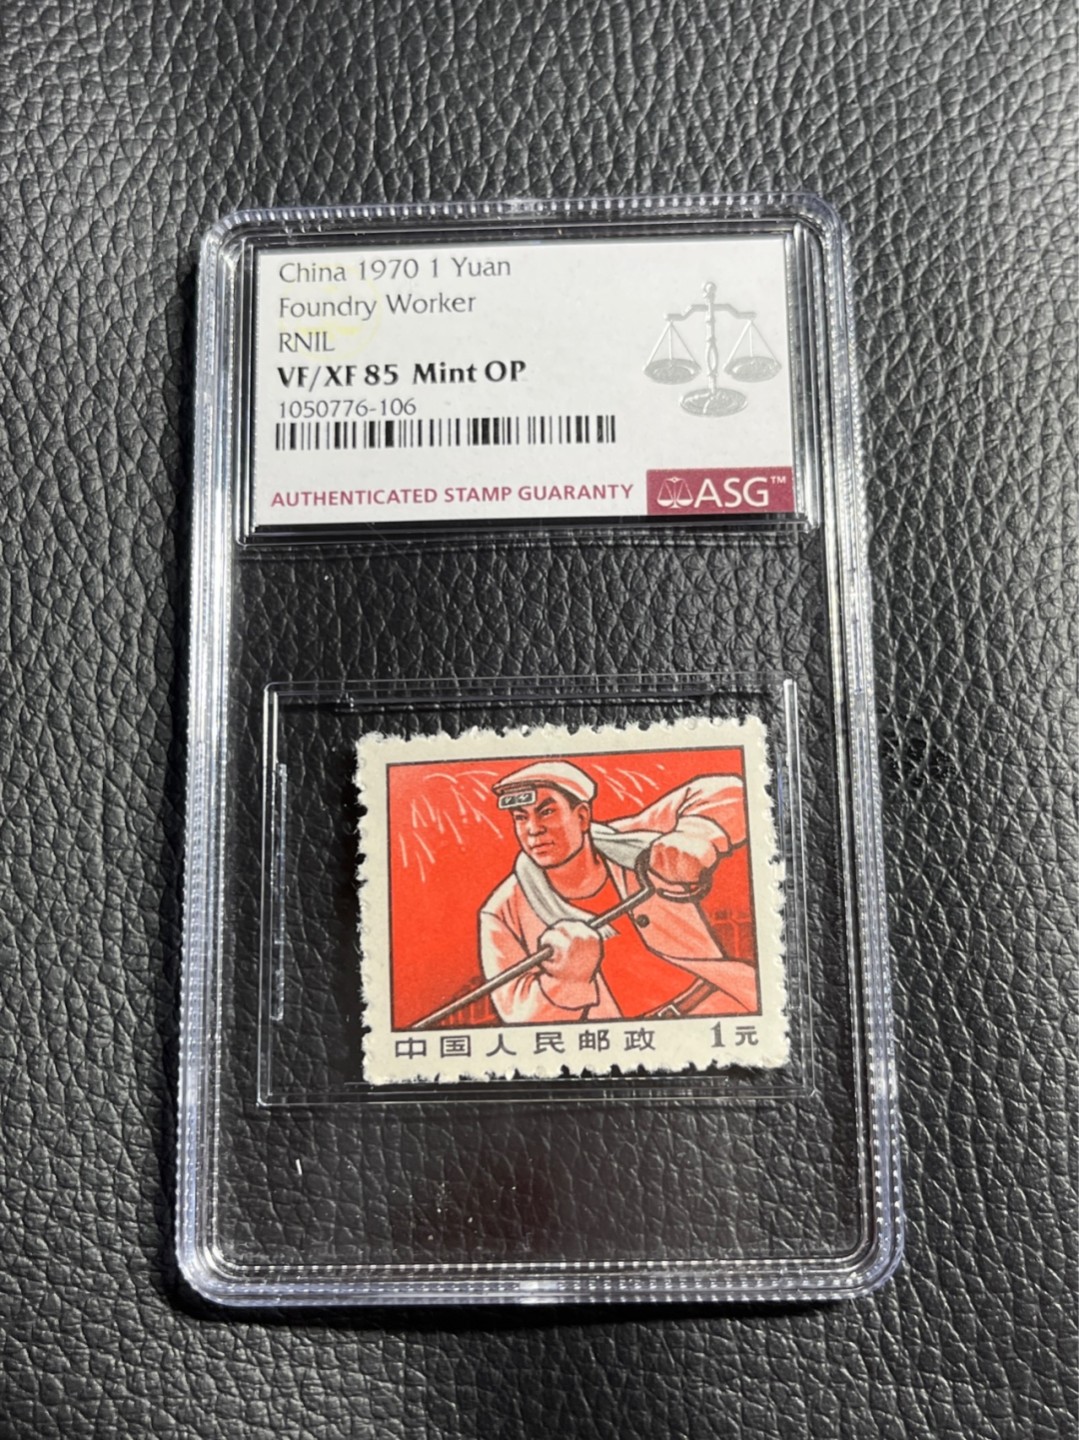 China 1970 1 Yuan
Foundry Worker
RNIL
VF/XF 85 Mint OP
1050776-106
AUTHENTICATED STAMP GUARANTY ASG™
中国人民邮政 1元